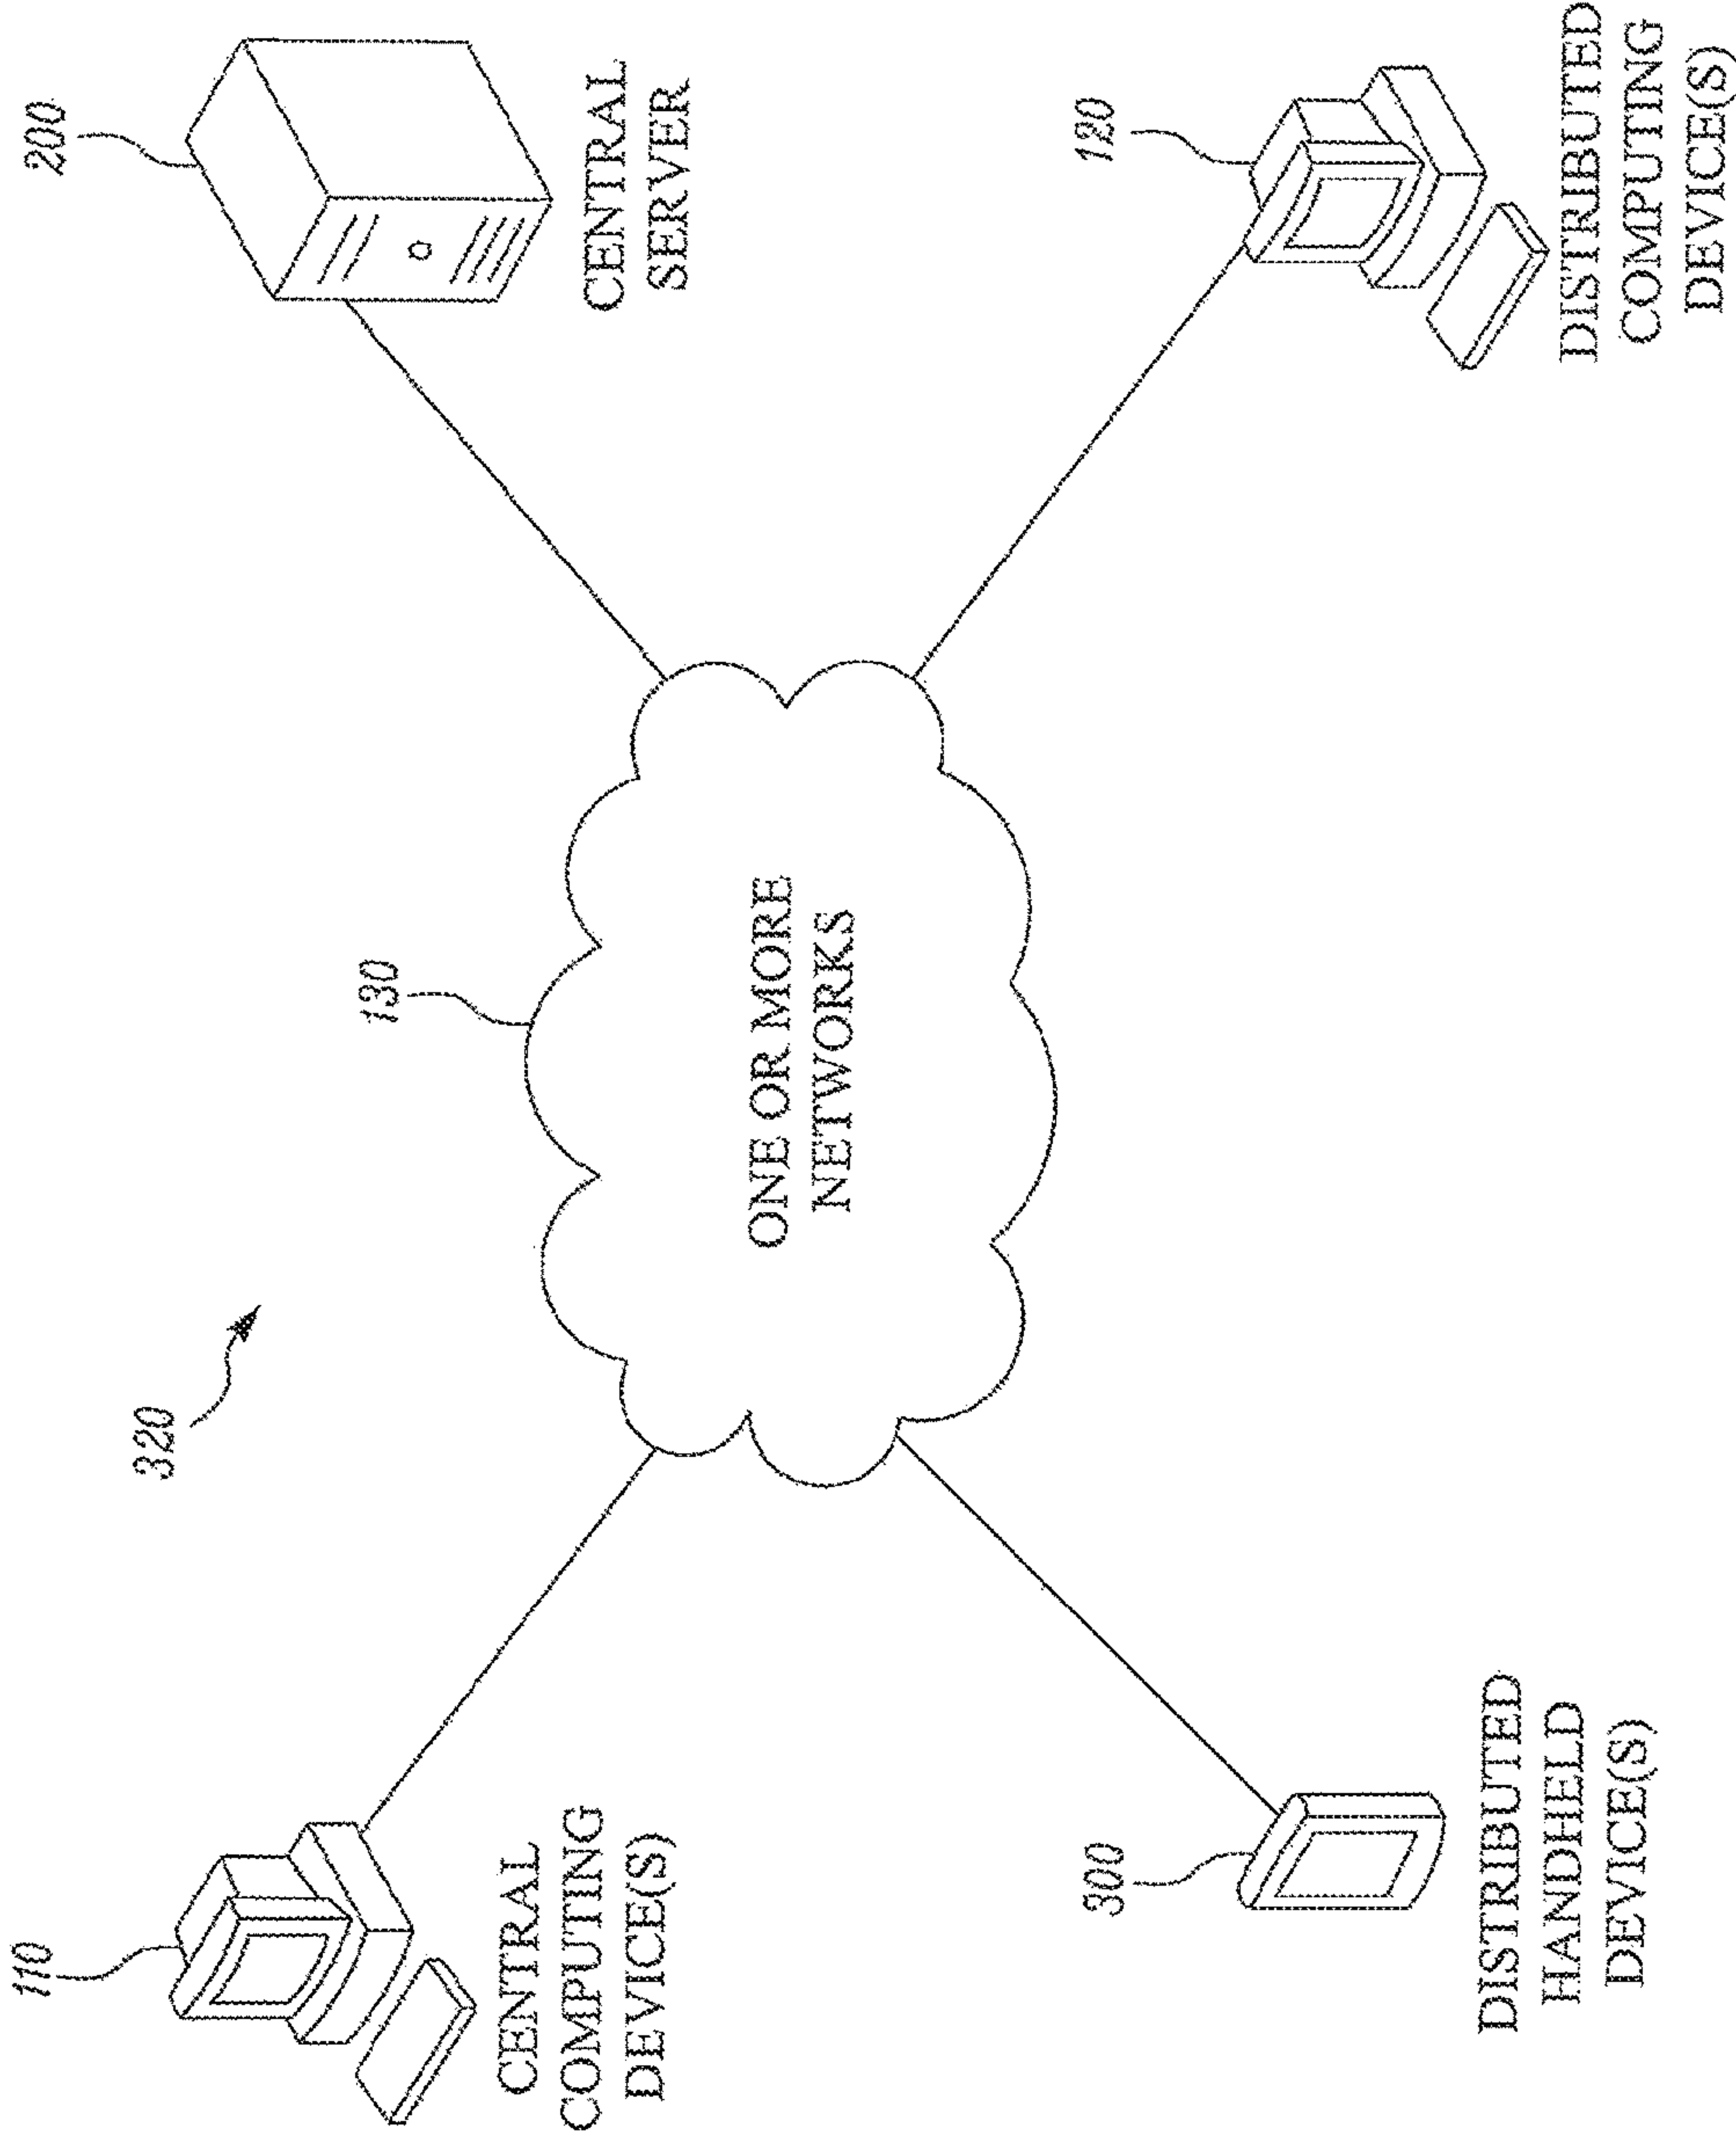 110
CENTRAL
COMPUTING
DEVICE(S)
320
130
200
CENTRAL
SERVER
ONE OR MORE
NETWORKS
300
DISTRIBUTED
HANDHELD
DEVICE(S)
120
DISTRIBUTED
COMPUTING
DEVICE(S)